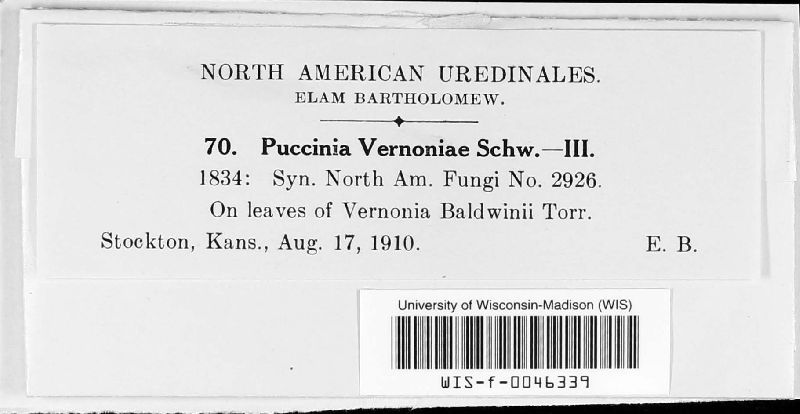 NORTH AMERICAN UREDINALES.
ELAM BARTHOLOMEW.
70. Puccinia Vernoniae Schw.—III.
1834: Syn. North Am. Fungi No. 2926.
On leaves of Vernonia Baldwinii Torr.
Stockton, Kans., Aug. 17, 1910. E. B.
University of Wisconsin-Madison (WIS)
WIS-f-0046339